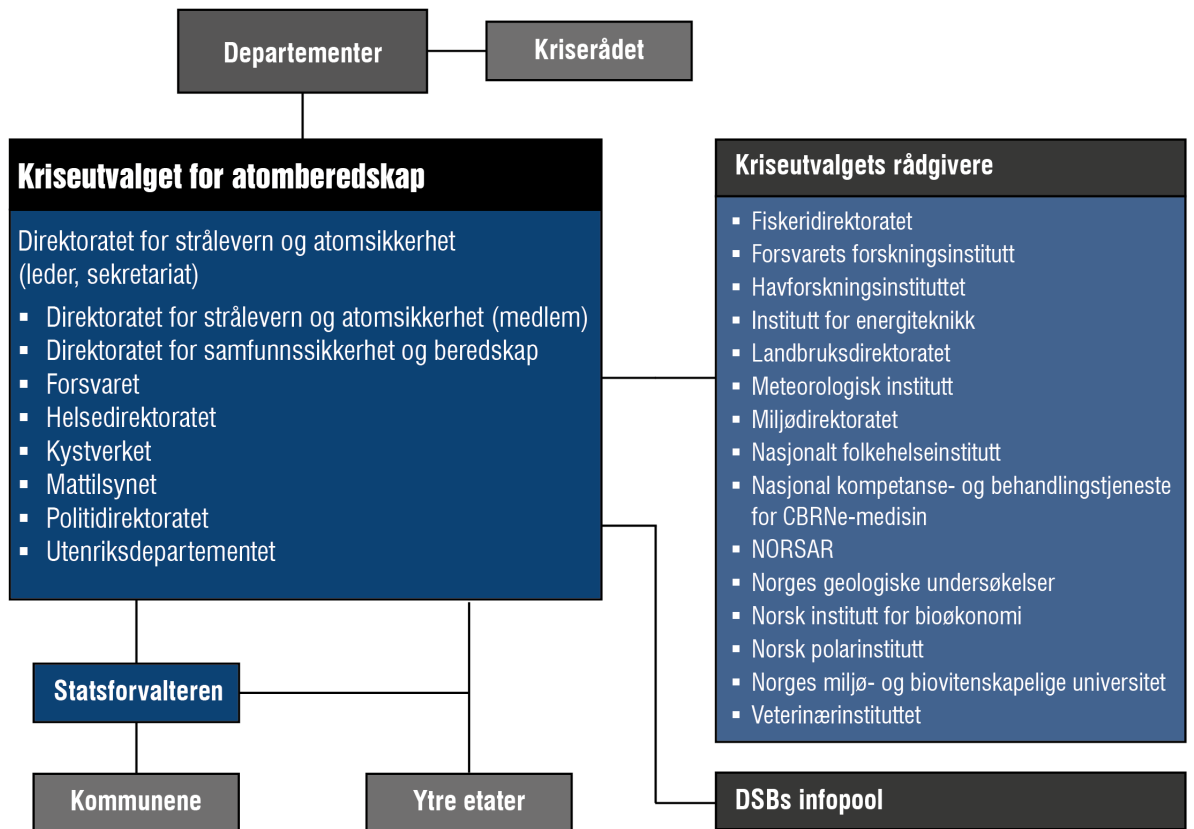 Departementer
Kriserådet
Kriseutvalget for atomberedskap
Direktoratet for strålevern og atomsikkerhet
(leder, sekretariat)
▪ Direktoratet for strålevern og atomsikkerhet (medlem)
▪ Direktoratet for samfunnssikkerhet og beredskap
▪ Forsvaret
▪ Helsedirektoratet
▪ Kystverket
▪ Mattilsynet
▪ Politidirektoratet
▪ Utenriksdepartementet
Kriseutvalgets rådgivere
▪ Fiskeridirektoratet
▪ Forsvarets forskningsinstitutt
▪ Havforskningsinstituttet
▪ Institutt for energiteknikk
▪ Landbruksdirektoratet
▪ Meteorologisk institutt
▪ Miljødirektoratet
▪ Nasjonalt folkehelseinstitutt
▪ Nasjonal kompetanse- og behandlingstjeneste
for CBRNe-medisin
▪ NORSAR
▪ Norges geologiske undersøkelser
▪ Norsk institutt for bioøkonomi
▪ Norsk polarinstitutt
▪ Norges miljø- og biovitenskapelige universitet
▪ Veterinærinstituttet
Statsforvalteren
Kommunene
Ytre etater
DSBs infopool